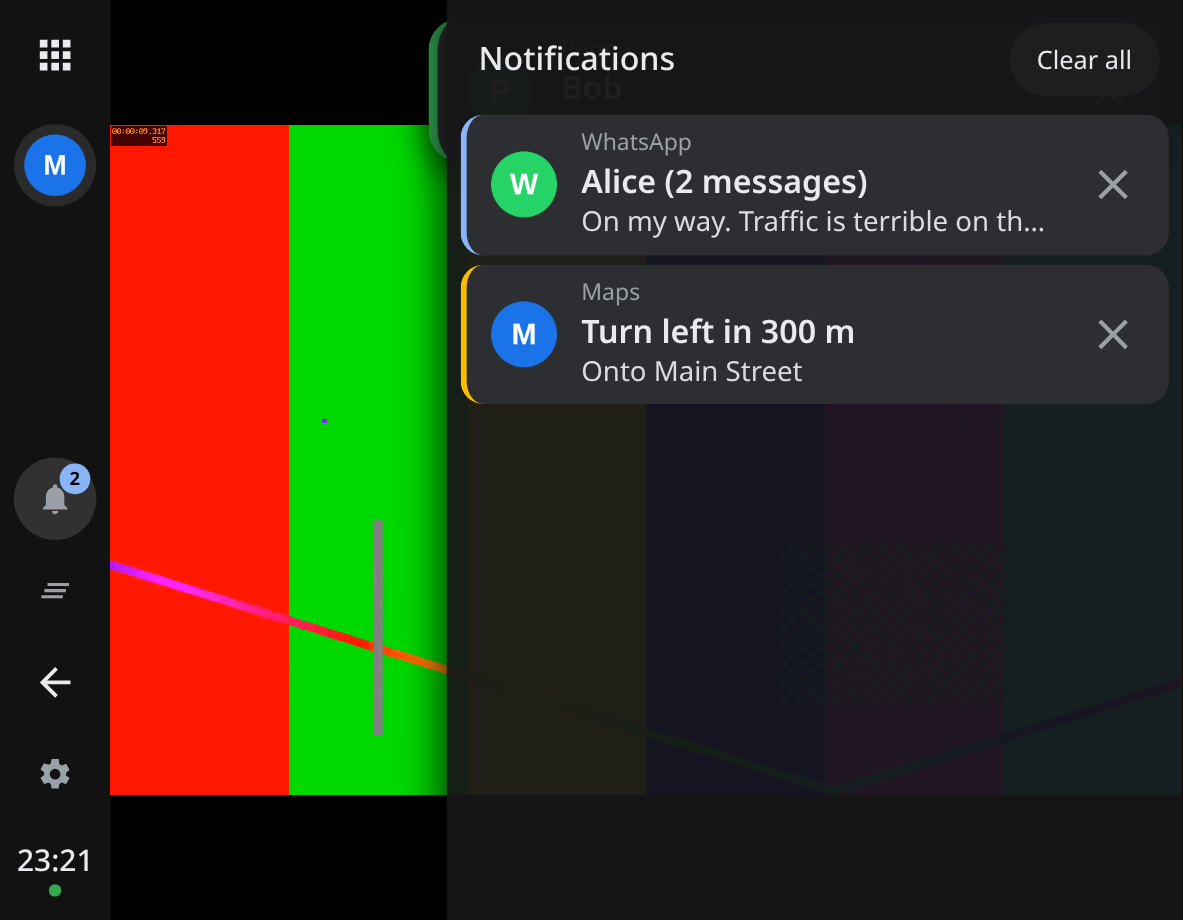 M
2
23:21
00:00:09.317
559
Notifications
Clear all
P
Bob
W
WhatsApp
Alice (2 messages)
On my way. Traffic is terrible on th...
M
Maps
Turn left in 300 m
Onto Main Street